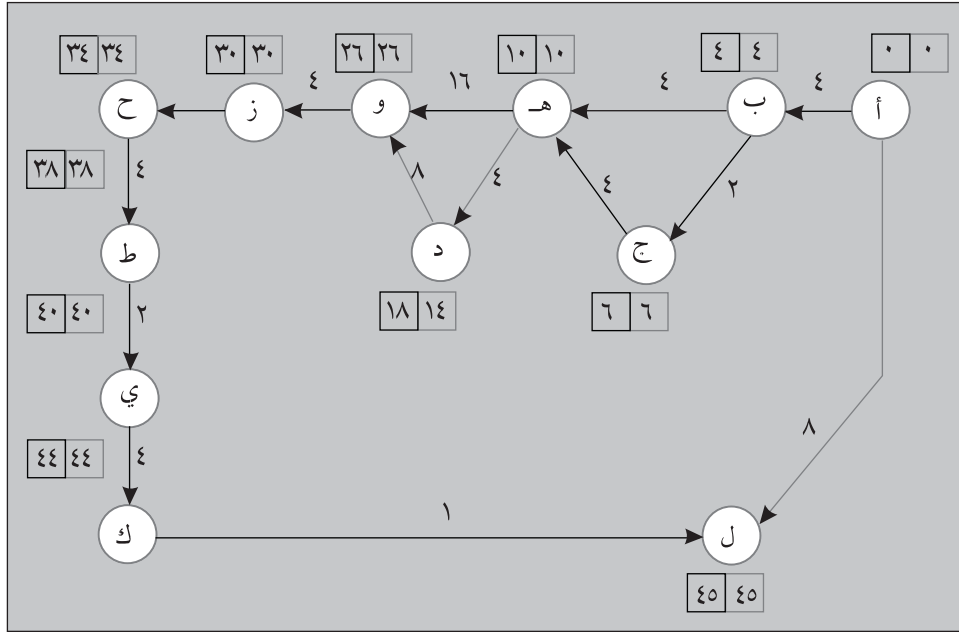 ٠ ٠
٤ ٤
١٠ ١٠
٢٦ ٢٦
٣٠ ٣٠
٣٤ ٣٤
أ
٤
ب
٤
هـ
١٦
و
٤
ز
ح
٢
٤
٤
٨
٤
٣٨ ٣٨
ج
د
ط
٦ ٦
١٤ ١٨
٢
٤٠ ٤٠
ي
٨
٤
٤٤ ٤٤
ل
١
ك
٤٥ ٤٥